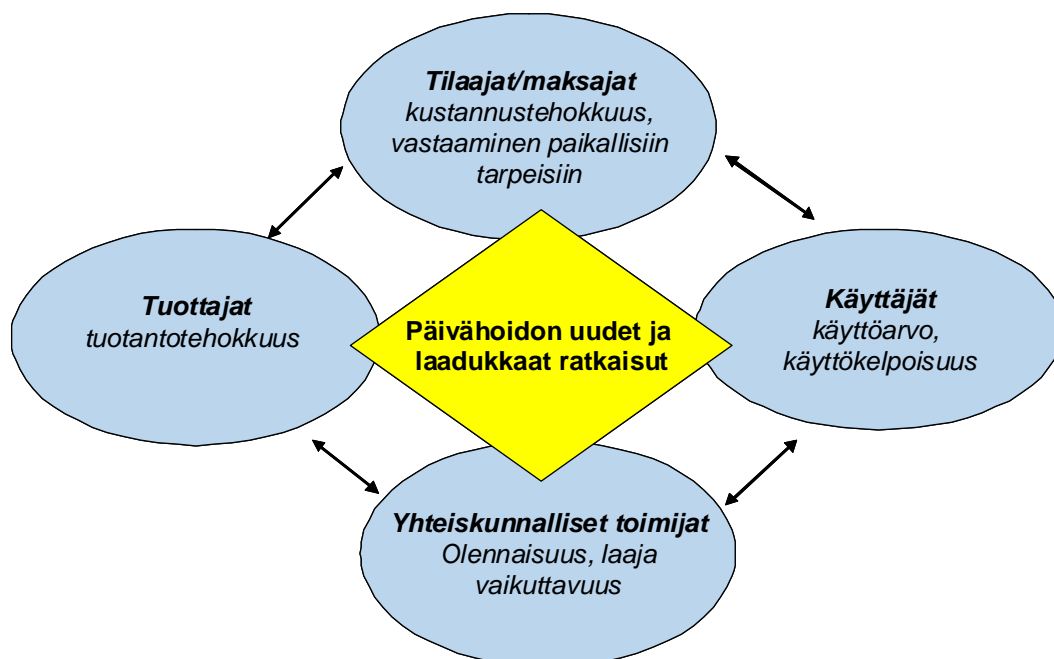 Tilaajat/maksajat
kustannustehokkuus,
vastaaminen paikallisiin
tarpeisiin
Tuottajat
tuotantotehokkuus
Päivähoidon uudet ja
laadukkaat ratkaisut
Käyttäjät
käyttöarvo,
käyttökelpoisuus
Yhteiskunnalliset toimijat
Olennaisuus, laaja
vaikuttavuus